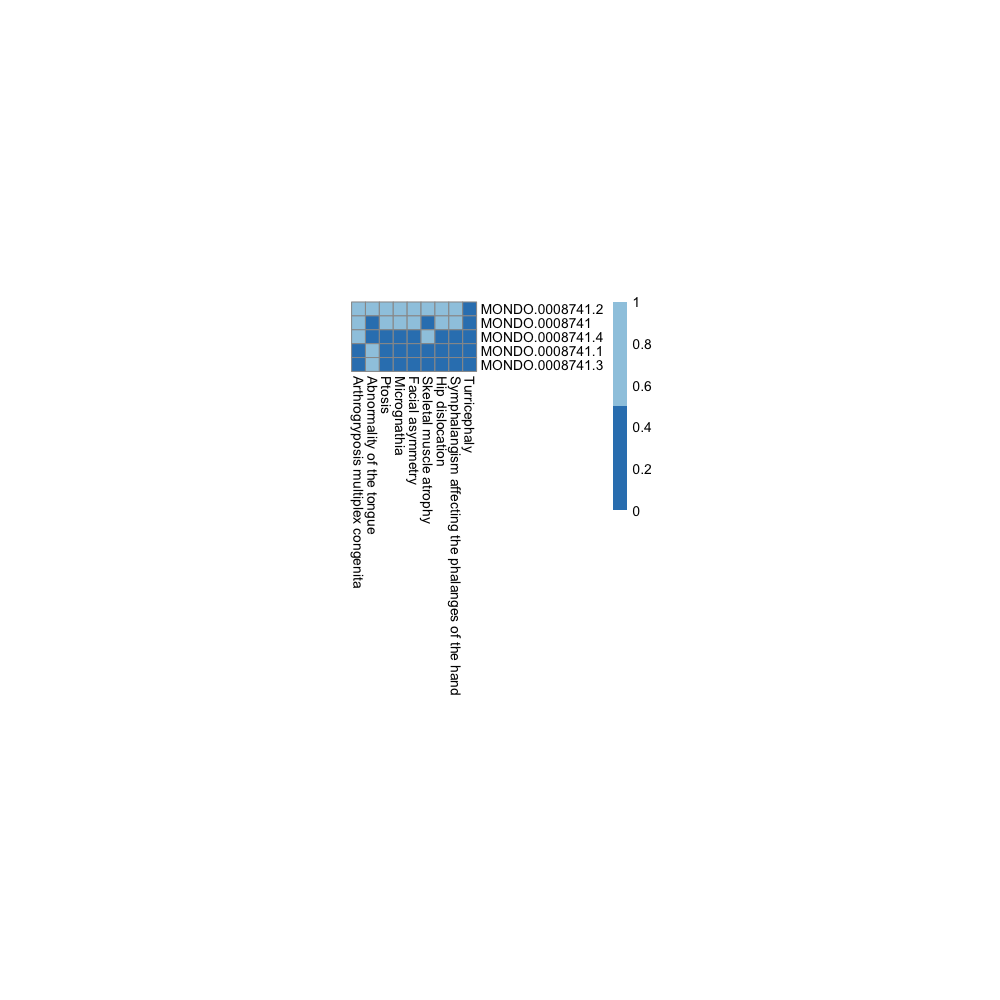 MONDO.0008741.2
MONDO.0008741
MONDO.0008741.4
MONDO.0008741.1
MONDO.0008741.3
1
0.8
0.6
0.4
0.2
0
Arthrogryposis multiplex congenita
Abnormality of the tongue
Ptosis
Micrognathia
Facial asymmetry
Skeletal muscle atrophy
Hip dislocation
Symphalangism affecting the phalanges of the hand
Turricephaly